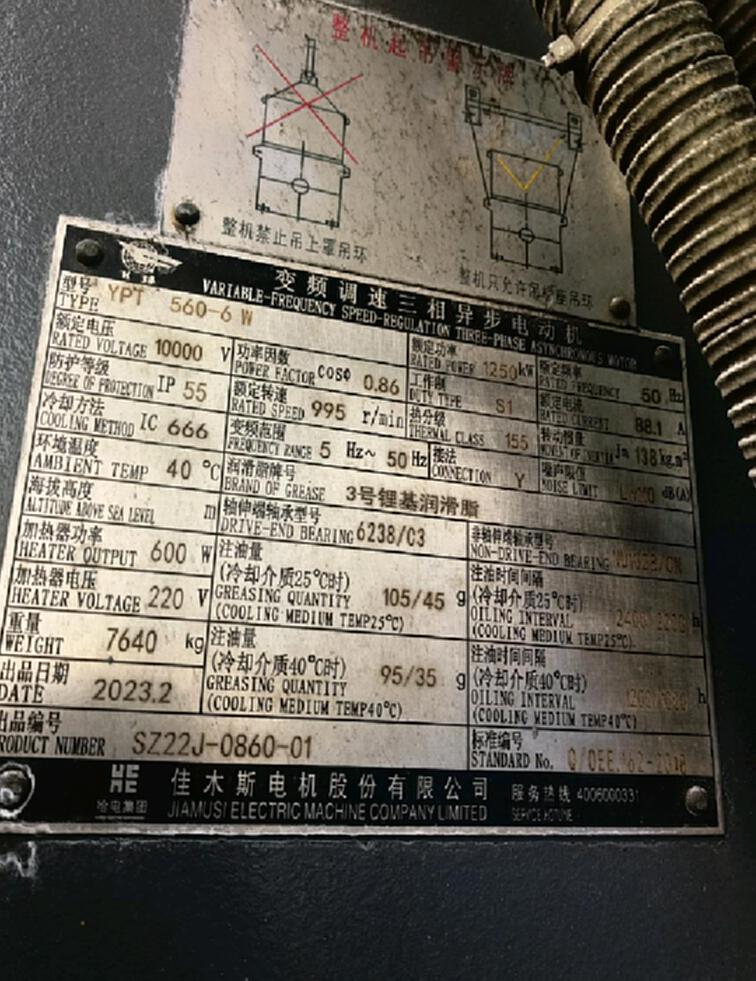 整机起吊警示牌
整机禁止吊上罩吊环
整机只允许吊 座吊环
变频调速三相异步电动机
VARIABLE-FREQUENCY SPEED-REGULATION THREE-PHASE ASYNCHRONOUS MOTOR
型号
TYPE YPT 560-6W
额定电压
RATED VOLTAGE 10000 V
功率因数
POWER FACTOR COSΦ 0.86
额定功率
RATED POWER 1250 kW
额定频率
RATED FREQUENCY 50 Hz
防护等级
DEGREE OF PROTECTION IP 55
额定转速
RATED SPEED 995 r/min
工作制
DUTY TYPE S1
额定电流
RATED CURRENT 88.1 A
冷却方法
COOLING METHOD IC 666
变频范围
FREQUENCY RANGE 5 Hz~ 50 Hz
热分级
THERMAL CLASS 155
转动惯量
MOMENT OF INERTIA Jm 138 kg.m²
环境温度
AMBIENT TEMP 40 °C
润滑脂牌号
BRAND OF GREASE 3号锂基润滑脂
接法
CONNECTION Y
噪声限值
NOISE LIMIT dB(A)
海拔高度
ALTITUDE ABOVE SEA LEVEL m
轴伸端轴承型号
DRIVE-END BEARING 6238/C3
非轴伸端轴承型号
NON-DRIVE-END BEARING
加热器功率
HEATER OUTPUT 600 W
注油量
(冷却介质25°C时)
GREASING QUANTITY 105/45 g
(COOLING MEDIUM TEMP25°C)
注油时间间隔
(冷却介质25°C时)
OILING INTERVAL h
(COOLING MEDIUM TEMP25°C)
加热器电压
HEATER VOLTAGE 220 V
重量
WEIGHT 7640 kg
注油量
(冷却介质40°C时)
GREASING QUANTITY 95/35 g
(COOLING MEDIUM TEMP40°C)
注油时间间隔
(冷却介质40°C时)
OILING INTERVAL h
(COOLING MEDIUM TEMP40°C)
出品日期
DATE 2023.2
出品编号
PRODUCT NUMBER SZ22J-0860-01
标准编号
STANDARD No.
哈电集团
佳木斯电机股份有限公司
JIAMUSI ELECTRIC MACHINE COMPANY LIMITED
服务热线 4006000331
SERVICE HOTLINE